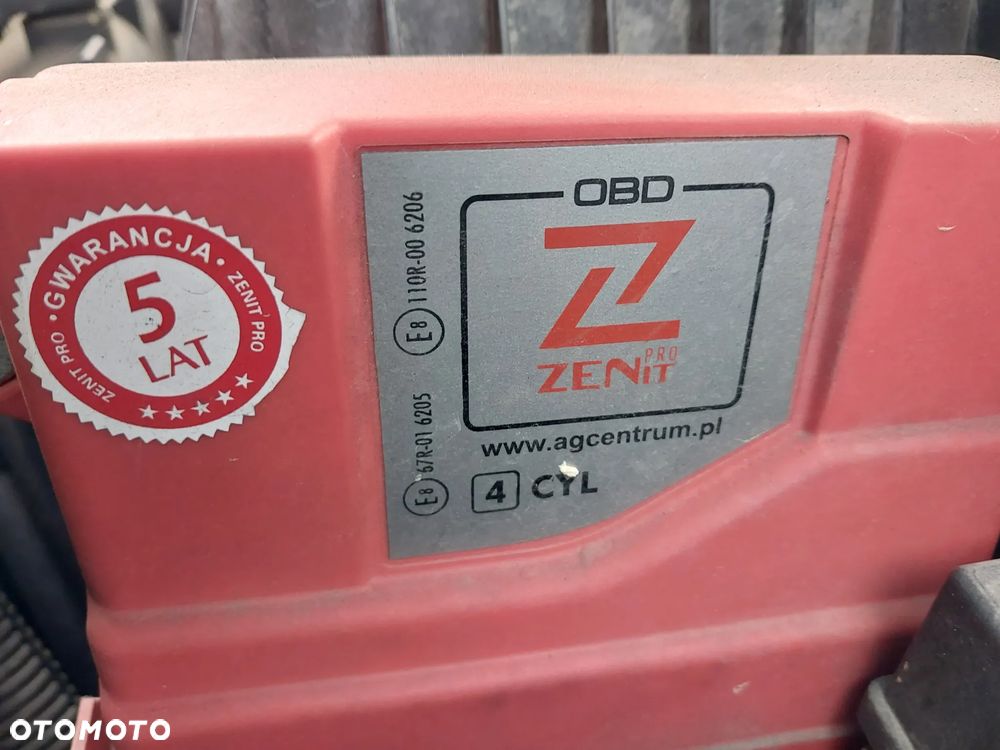 GWARANCJA
ZENIT PRO
5
LAT
ZENIT PRO
E8 110R-00 6206
E8 67R-01 6205
OBD
Z
PRO
ZENiT
www.agcentrum.pl
4 CYL
OTOMOTO